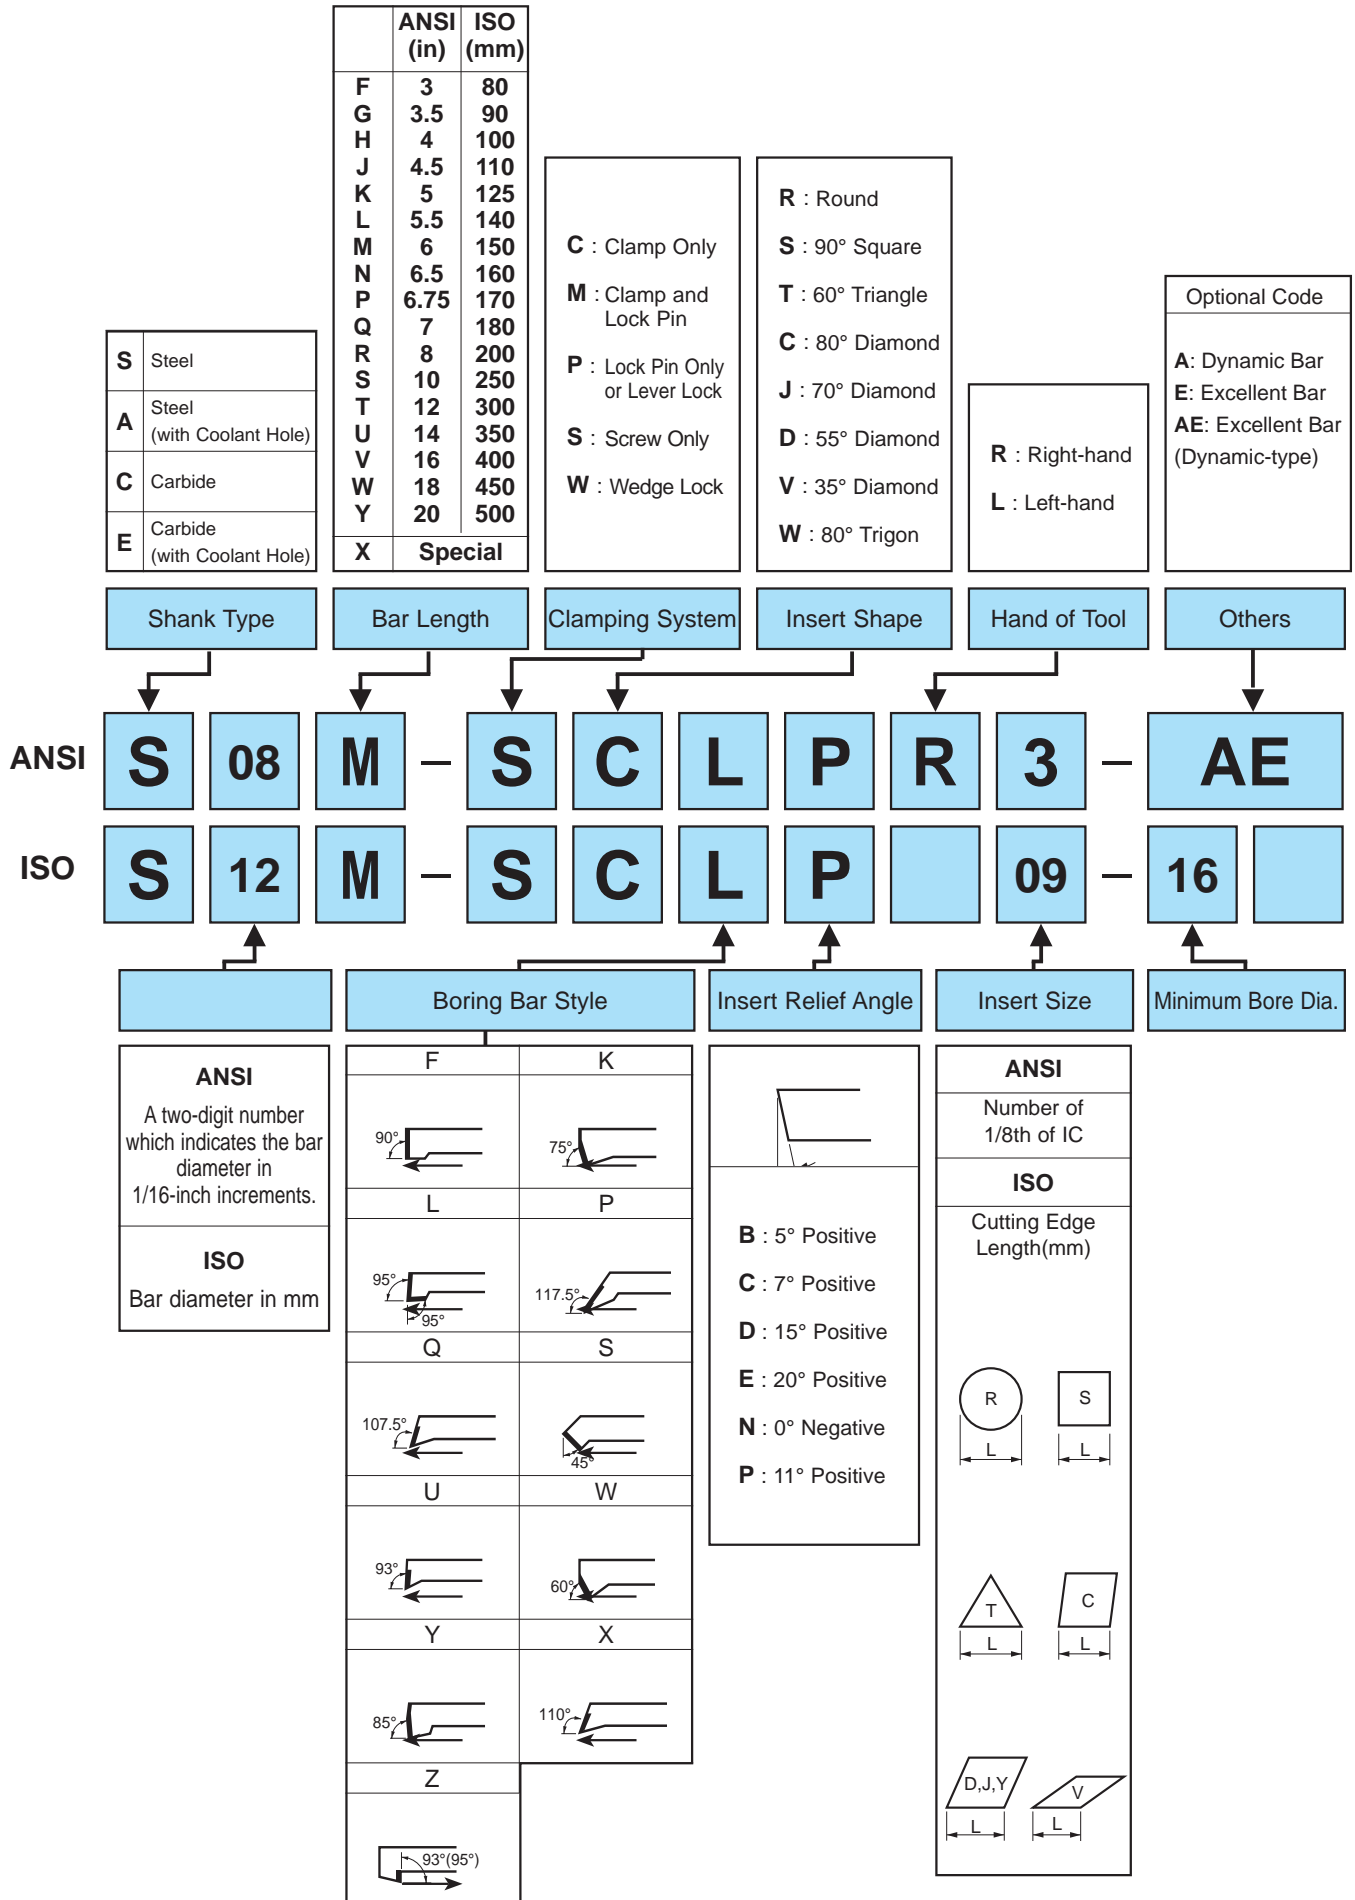 ANSI (in) ISO (mm)
F 3 80
G 3.5 90
H 4 100
J 4.5 110
K 5 125
L 5.5 140
M 6 150
N 6.5 160
P 6.75 170
Q 7 180
R 8 200
S 10 250
T 12 300
U 14 350
V 16 400
W 18 450
Y 20 500
X Special
S Steel
A Steel
(with Coolant Hole)
C Carbide
E Carbide
(with Coolant Hole)
C : Clamp Only
M : Clamp and
Lock Pin
P : Lock Pin Only
or Lever Lock
S : Screw Only
W : Wedge Lock
R : Round
S : 90° Square
T : 60° Triangle
C : 80° Diamond
J : 70° Diamond
D : 55° Diamond
V : 35° Diamond
W : 80° Trigon
R : Right-hand
L : Left-hand
Optional Code
A: Dynamic Bar
E: Excellent Bar
AE: Excellent Bar
(Dynamic-type)
Shank Type Bar Length Clamping System Insert Shape Hand of Tool Others
ANSI S 08 M – S C L P R 3 – AE
ISO S 12 M – S C L P 09 – 16
Boring Bar Style Insert Relief Angle Insert Size Minimum Bore Dia.
ANSI
A two-digit number
which indicates the bar
diameter in
1/16-inch increments.
ISO
Bar diameter in mm
F K
90° 75°
L P
95° 95° 117.5°
Q S
107.5° 45°
U W
93° 60°
Y X
85° 110°
Z
93°(95°)
B : 5° Positive
C : 7° Positive
D : 15° Positive
E : 20° Positive
N : 0° Negative
P : 11° Positive
ANSI
Number of
1/8th of IC
ISO
Cutting Edge
Length(mm)
R S
L L
T C
L L
D,J,Y V
L L